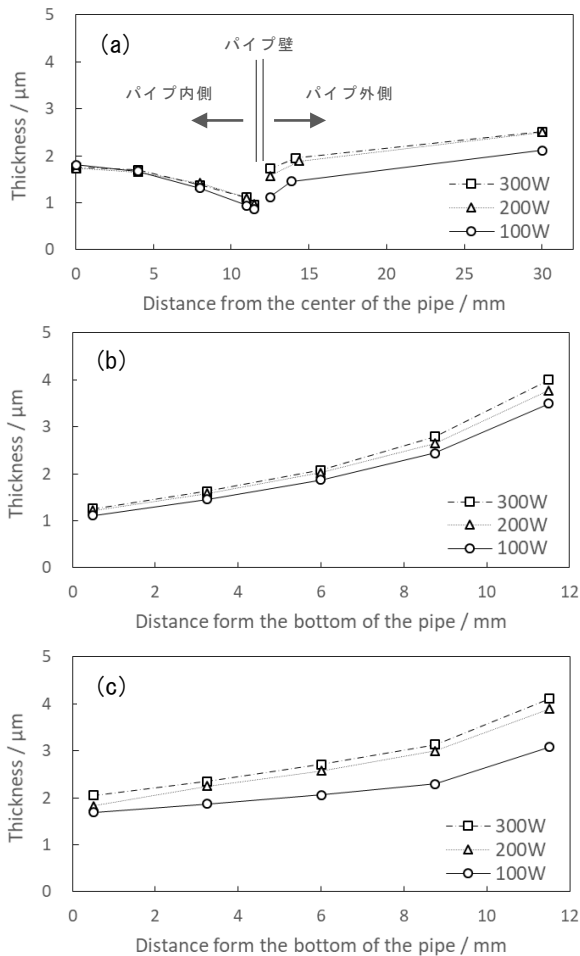 (a)
パイプ壁
パイプ内側
パイプ外側
5
4
3
2
1
0
Thickness / μm
300W
200W
100W
0 5 10 15 20 25 30
Distance from the center of the pipe / mm
(b)
5
4
3
2
1
0
Thickness / μm
300W
200W
100W
0 2 4 6 8 10 12
Distance form the bottom of the pipe / mm
(c)
5
4
3
2
1
0
Thickness / μm
300W
200W
100W
0 2 4 6 8 10 12
Distance form the bottom of the pipe / mm